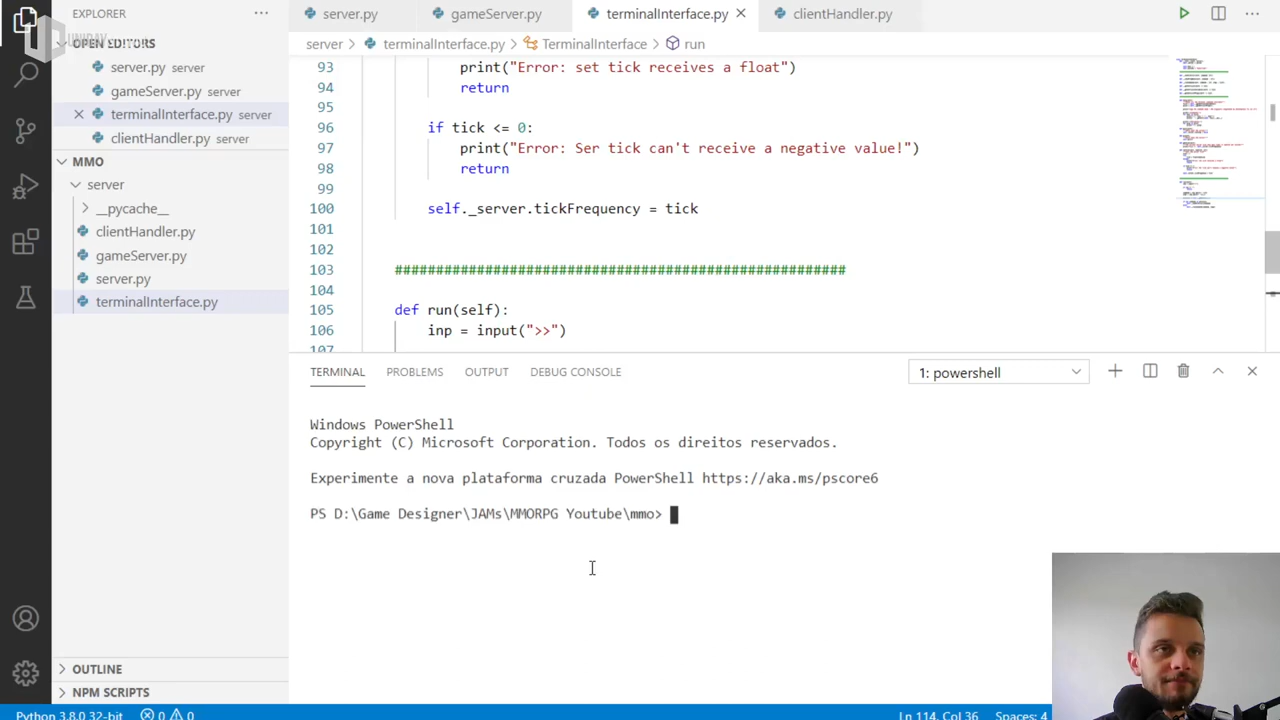 EXPLORER
OPEN EDITORS
server.py server
gameServer.py server
terminalInterface.py server
clientHandler.py server
MMO
server
__pycache__
clientHandler.py
gameServer.py
server.py
terminalInterface.py
OUTLINE
NPM SCRIPTS
server.py gameServer.py terminalInterface.py clientHandler.py
server > terminalInterface.py > TerminalInterface > run
93 print("Error: set tick receives a float")
94 return
95
96 if tick <= 0:
97 print("Error: Ser tick can't receive a negative value!")
98 return
99
100 self._server.tickFrequency = tick
101
102
103 #######################################################
104
105 def run(self):
106 inp = input(">>")
107
TERMINAL PROBLEMS OUTPUT DEBUG CONSOLE 1: powershell
Windows PowerShell
Copyright (C) Microsoft Corporation. Todos os direitos reservados.
Experimente a nova plataforma cruzada PowerShell https://aka.ms/pscore6
PS D:\Game Designer\JAMs\MMORPG Youtube\mmo>
Python 3.8.0 32-bit 0 0 Ln 114, Col 36 Spaces: 4